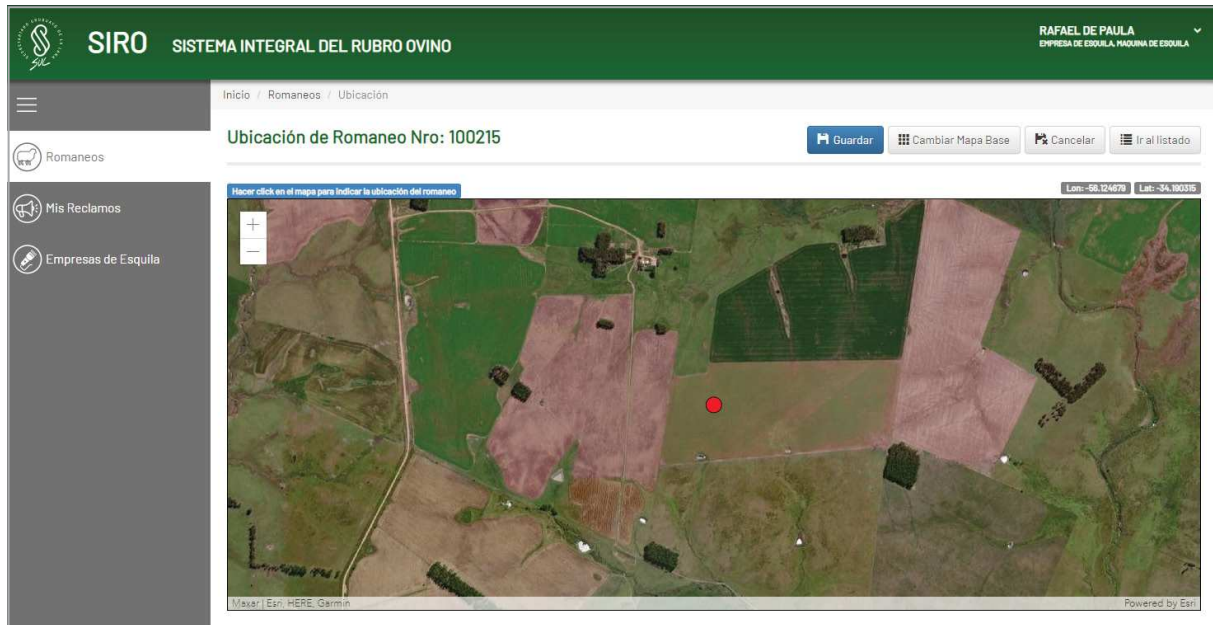 SUL
SIRO SISTEMA INTEGRAL DEL RUBRO OVINO
RAFAEL DE PAULA
EMPRESA DE ESQUILA, MAQUINA DE ESQUILA
Inicio / Romaneos / Ubicación
Ubicación de Romaneo Nro: 100215
Guardar
Cambiar Mapa Base
Cancelar
Ir al listado
Romaneos
Mis Reclamos
Empresas de Esquila
Hacer click en el mapa para indicar la ubicación del romaneo
Lon: -56.124679 Lat: -34.190315
+
−
Maxar | Esri, HERE, Garmin
Powered by Esri